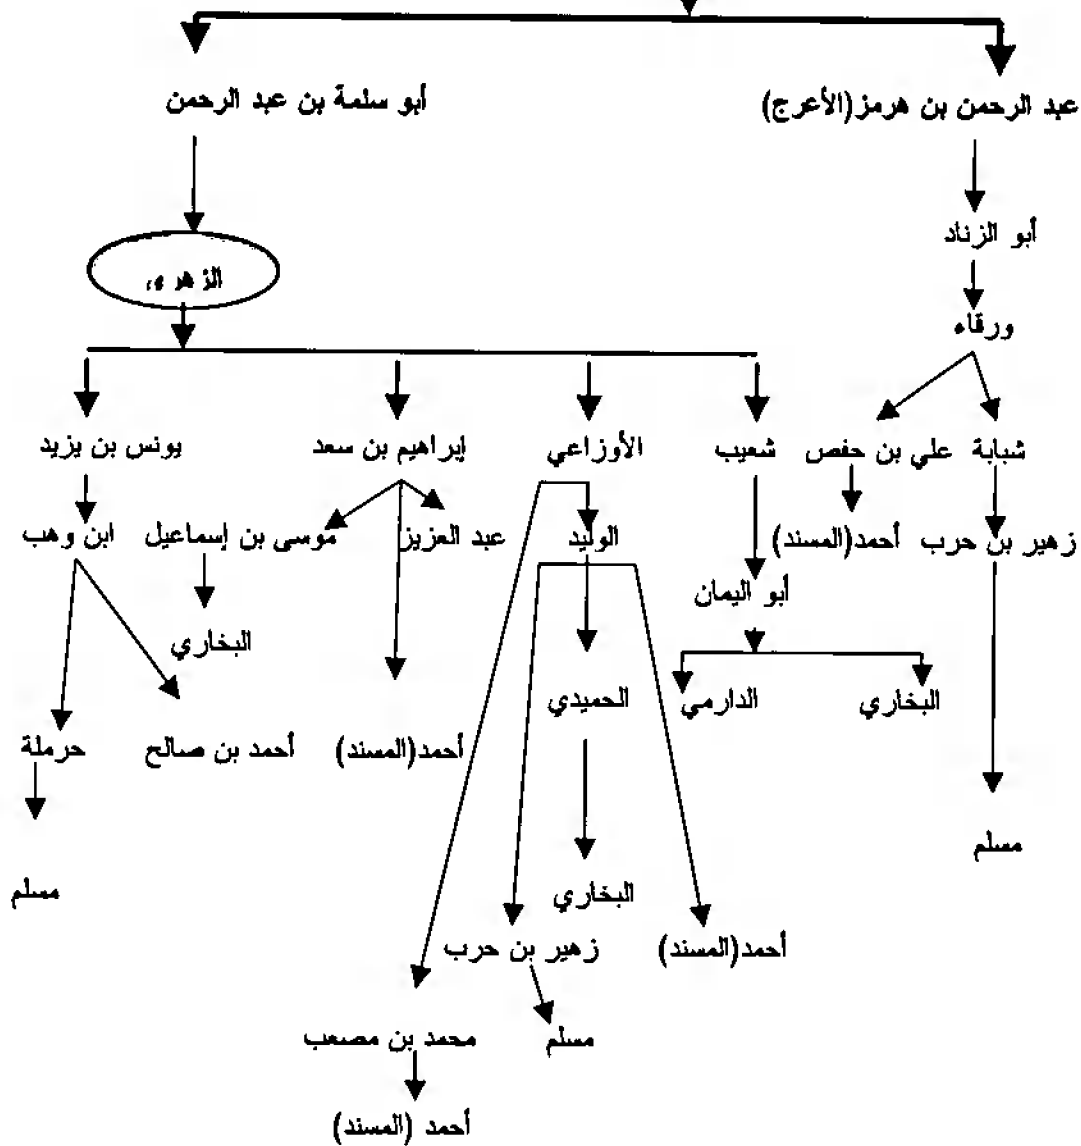 عبد الرحمن بن هرمز(الأعرج)
أبو سلمة بن عبد الرحمن
أبو الزناد
الزهري
ورقاء
شبابة
علي بن حفص
شعيب
الأوزاعي
إبراهيم بن سعد
يونس بن يزيد
زهير بن حرب
أحمد(المسند)
الوليد
عبد العزيز
موسى بن إسماعيل
ابن وهب
أبو اليمان
البخاري
البخاري
الدارمي
الحميدي
أحمد(المسند)
أحمد بن صالح
حرملة
مسلم
مسلم
البخاري
أحمد(المسند)
زهير بن حرب
مسلم
محمد بن مصعب
أحمد (المسند)